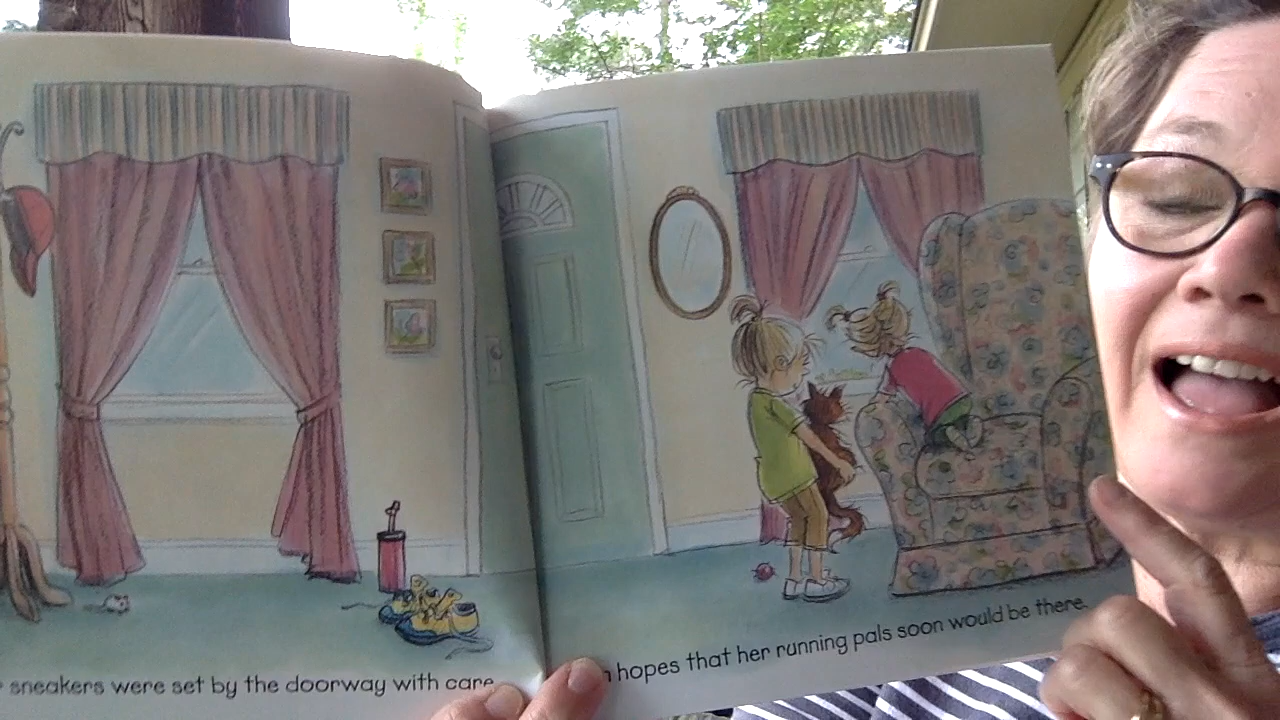 sneakers were set by the doorway with care
hopes that her running pals soon would be there.